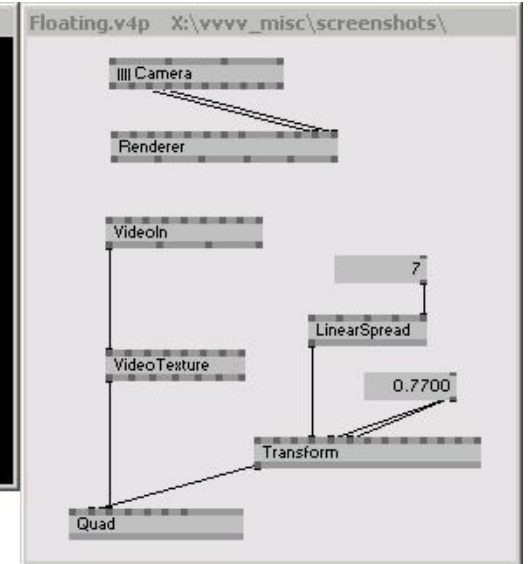 Floating.v4p X:\vvvv_misc\screenshots\
Camera
Renderer
VideoIn
7
LinearSpread
VideoTexture
0.7700
Transform
Quad